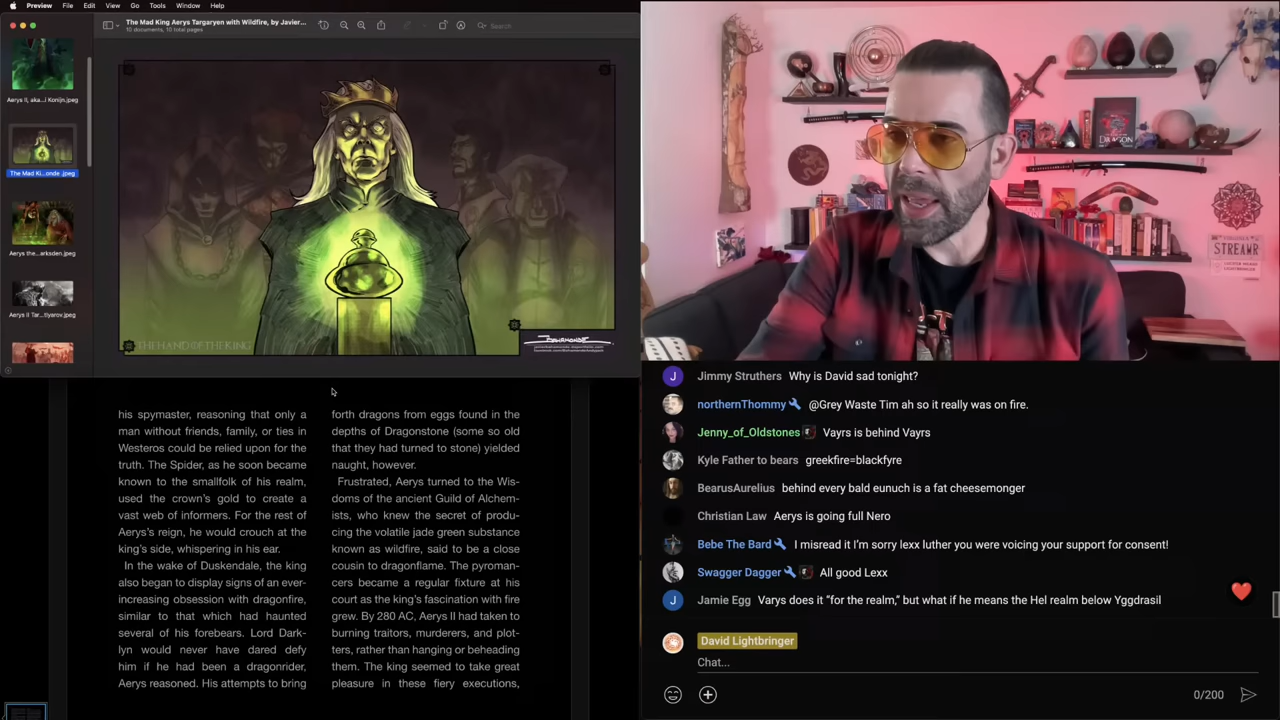 Preview File Edit View Go Tools Window Help
The Mad King Aerys Targaryen with Wildfire, by Javier...
10 documents, 10 total pages
Search
Aerys II, aka...i Konijn.jpeg
The Mad Ki...onde .jpeg
Aerys the...arksden.jpeg
Aerys II Tar...tiyarov.jpeg
THE HAND OF THE KING
his spymaster, reasoning that only a
man without friends, family, or ties in
Westeros could be relied upon for the
truth. The Spider, as he soon became
known to the smallfolk of his realm,
used the crown's gold to create a
vast web of informers. For the rest of
Aerys's reign, he would crouch at the
king's side, whispering in his ear.
In the wake of Duskendale, the king
also began to display signs of an ever-
increasing obsession with dragonfire,
similar to that which had haunted
several of his forebears. Lord Dark-
lyn would never have dared defy
him if he had been a dragonrider,
Aerys reasoned. His attempts to bring
forth dragons from eggs found in the
depths of Dragonstone (some so old
that they had turned to stone) yielded
naught, however.
Frustrated, Aerys turned to the Wis-
doms of the ancient Guild of Alchem-
ists, who knew the secret of produ-
cing the volatile jade green substance
known as wildfire, said to be a close
cousin to dragonflame. The pyroman-
cers became a regular fixture at his
court as the king's fascination with fire
grew. By 280 AC, Aerys II had taken to
burning traitors, murderers, and plot-
ters, rather than hanging or beheading
them. The king seemed to take great
pleasure in these fiery executions,
DRAGON
STREAWR
J Jimmy Struthers Why is David sad tonight?
northernThommy @Grey Waste Tim ah so it really was on fire.
Jenny_of_Oldstones Vayrs is behind Vayrs
Kyle Father to bears greekfire=blackfyre
BearusAurelius behind every bald eunuch is a fat cheesemonger
Christian Law Aerys is going full Nero
Bebe The Bard I misread it I'm sorry lexx luther you were voicing your support for consent!
Swagger Dagger All good Lexx
J Jamie Egg Varys does it "for the realm," but what if he means the Hel realm below Yggdrasil
David Lightbringer
Chat...
0/200